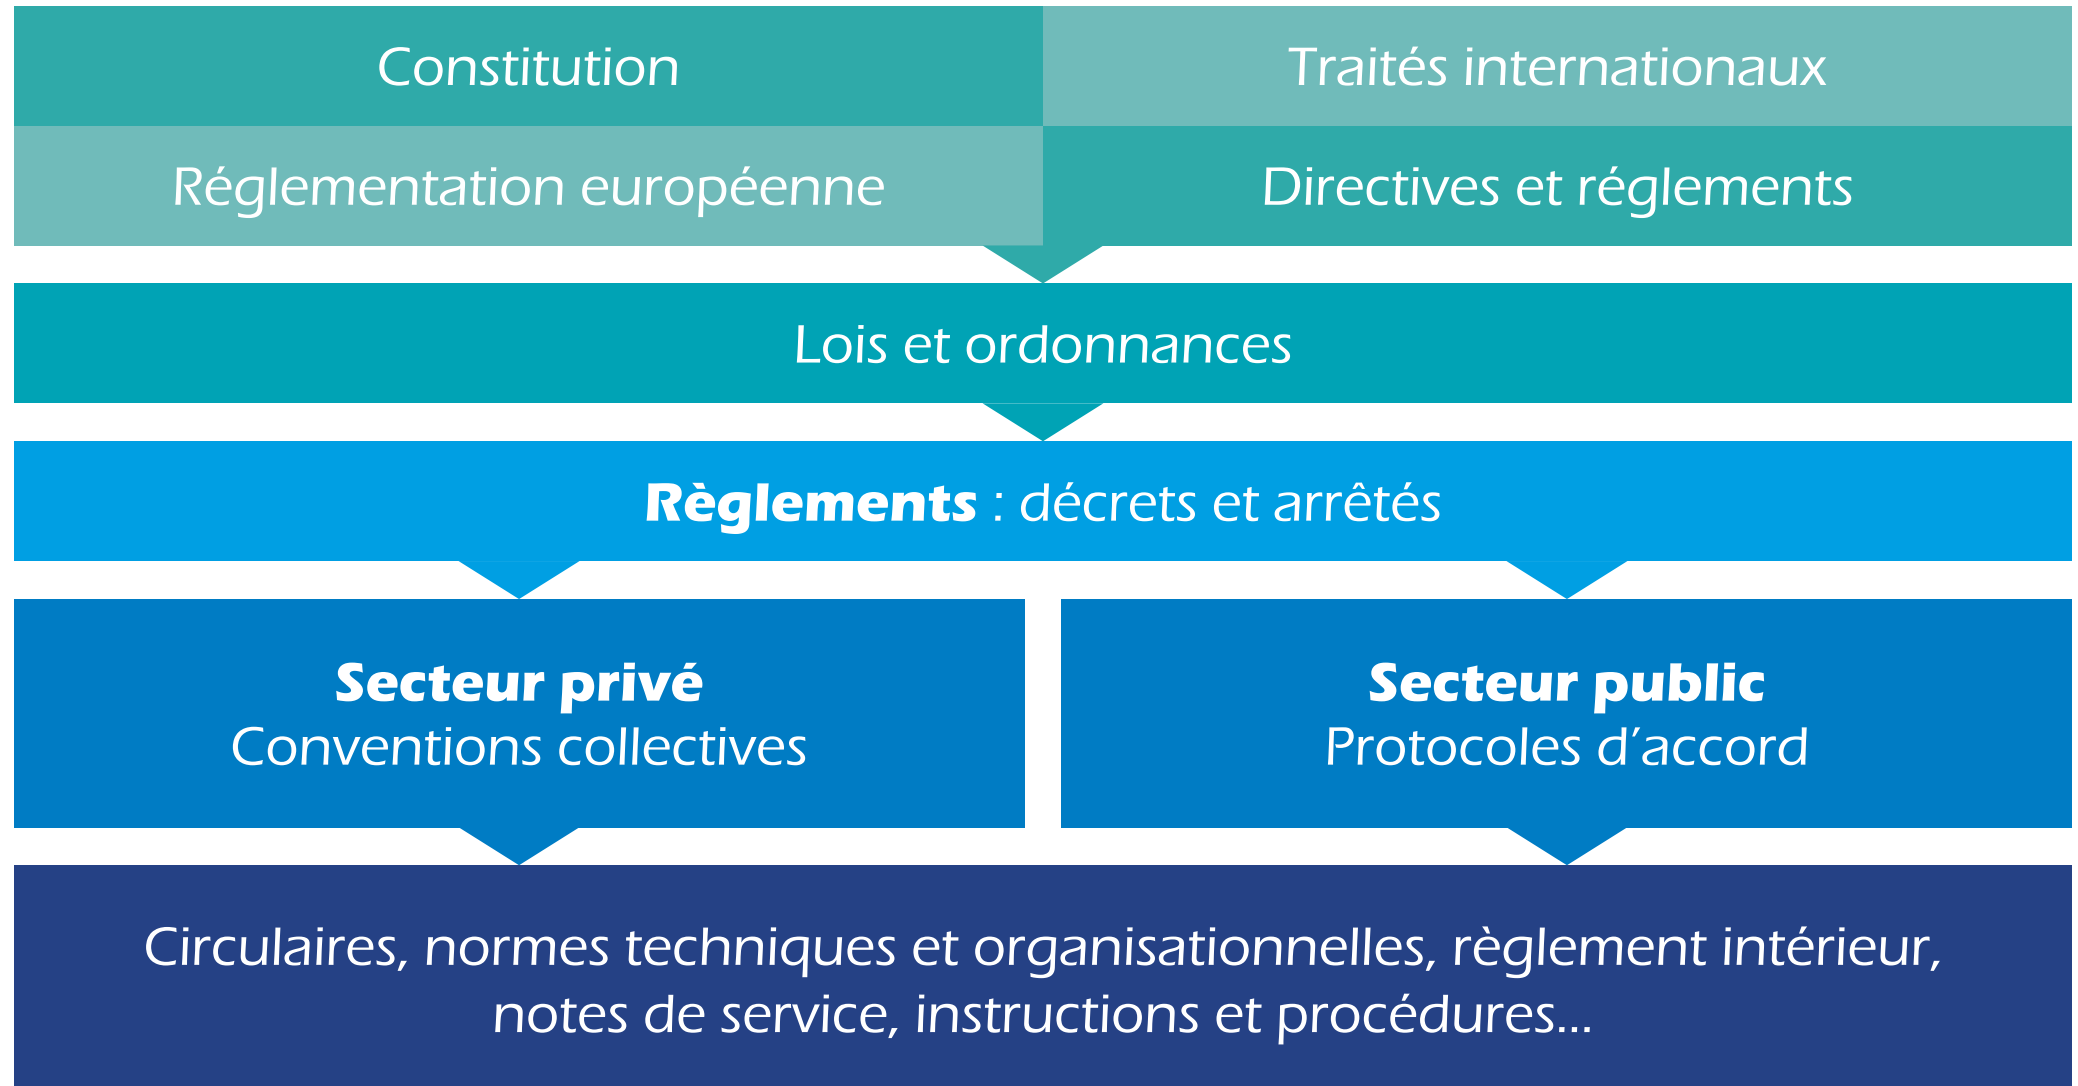 Constitution
Traités internationaux
Réglementation européenne
Directives et réglements
Lois et ordonnances
Règlements : décrets et arrêtés
Secteur privé
Conventions collectives
Secteur public
Protocoles d’accord
Circulaires, normes techniques et organisationnelles, règlement intérieur,
notes de service, instructions et procédures...